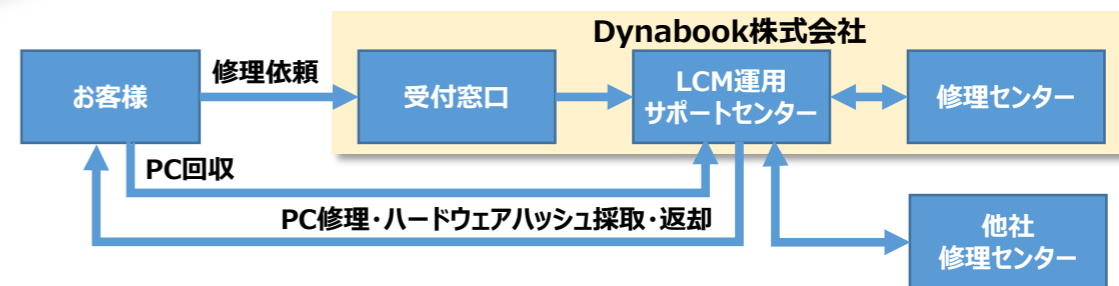 Dynabook株式会社
お客様
修理依頼
受付窓口
LCM運用
サポートセンター
修理センター
PC回収
PC修理・ハードウェアハッシュ採取・返却
他社
修理センター